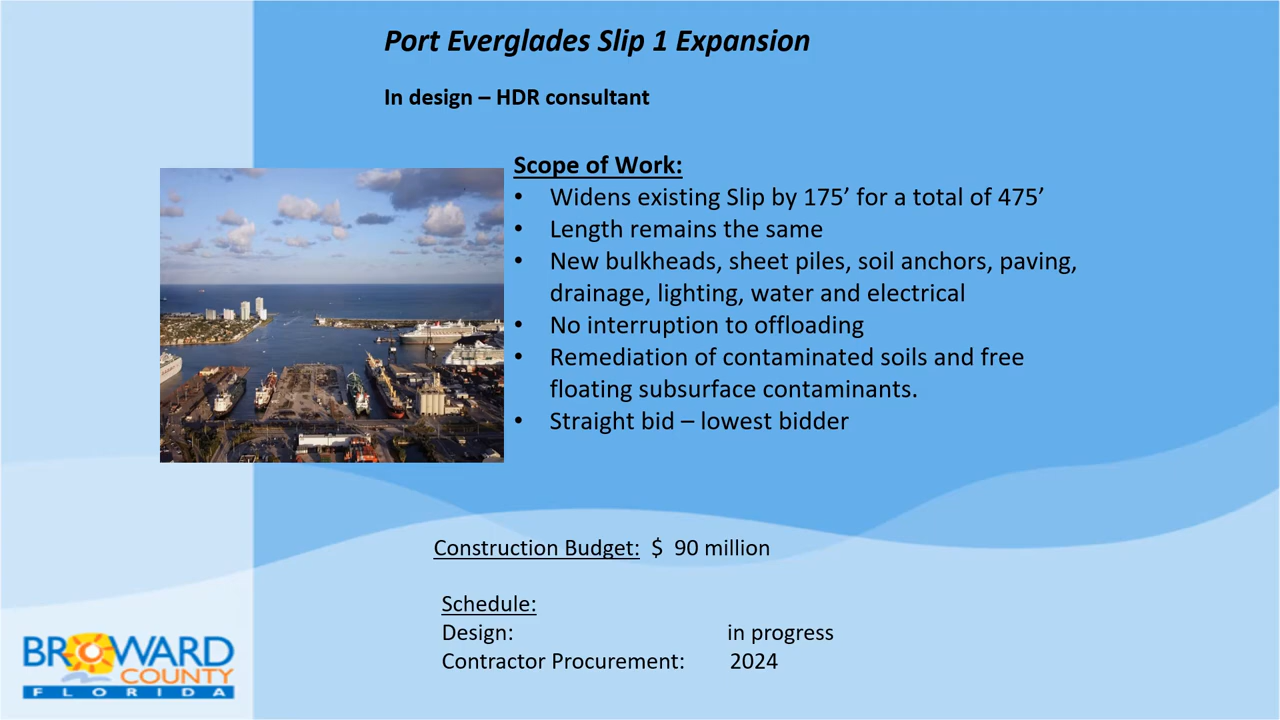 Port Everglades Slip 1 Expansion
In design – HDR consultant
Scope of Work:
• Widens existing Slip by 175’ for a total of 475’
• Length remains the same
• New bulkheads, sheet piles, soil anchors, paving,
drainage, lighting, water and electrical
• No interruption to offloading
• Remediation of contaminated soils and free
floating subsurface contaminants.
• Straight bid – lowest bidder
Construction Budget: $ 90 million
Schedule:
Design: in progress
Contractor Procurement: 2024
BROWARD
COUNTY
FLORIDA